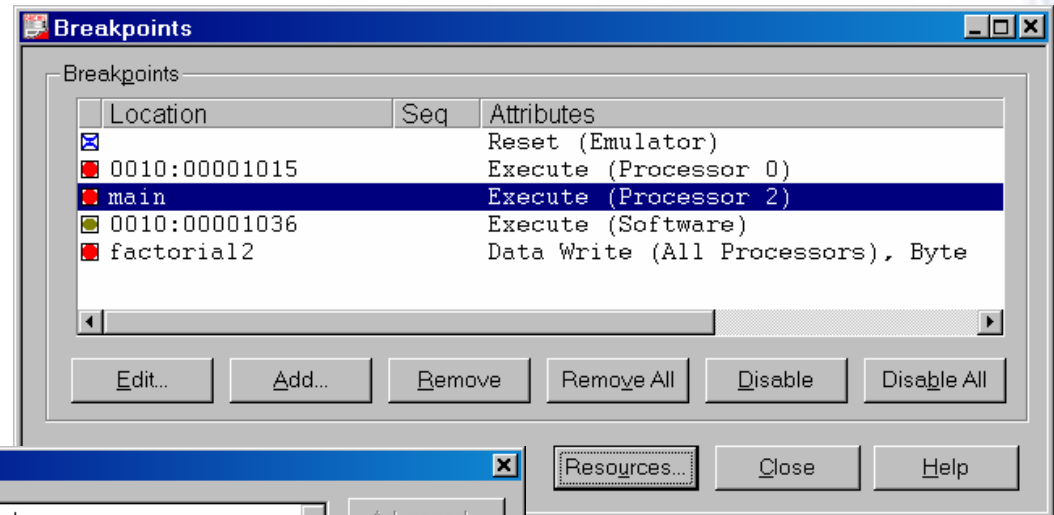 Breakpoints
Breakpoints
Location Seq Attributes
Reset (Emulator)
0010:00001015 Execute (Processor 0)
main Execute (Processor 2)
0010:00001036 Execute (Software)
factorial2 Data Write (All Processors), Byte
Edit... Add... Remove Remove All Disable Disable All
Resources... Close Help